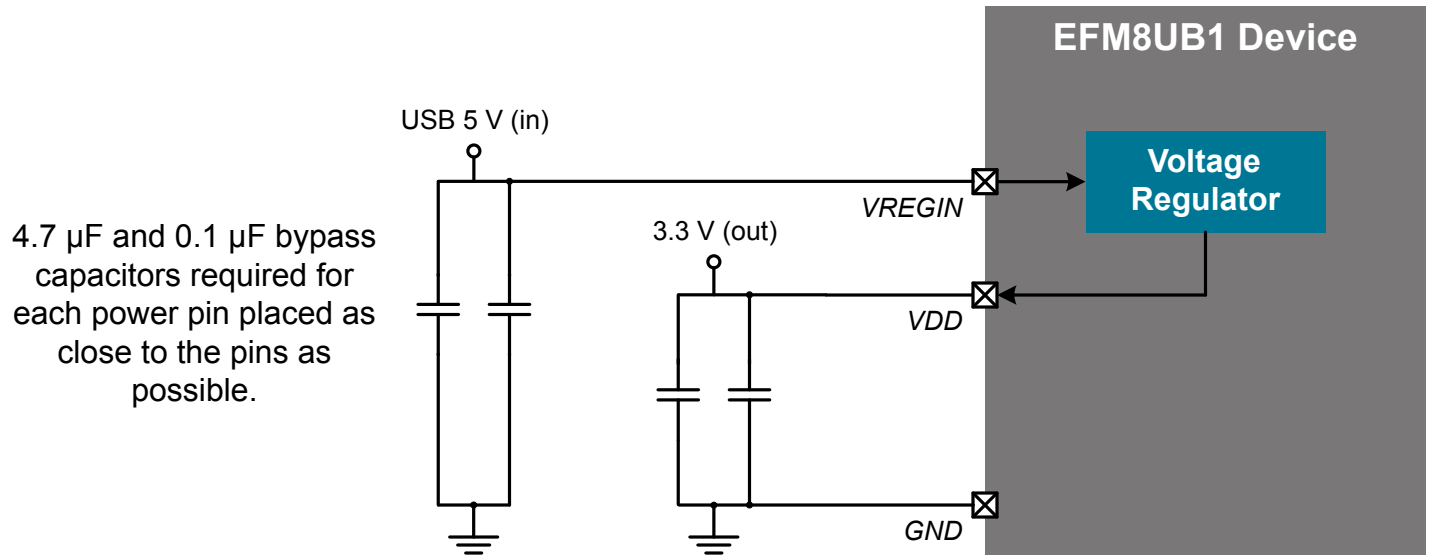 EFM8UB1 Device
USB 5 V (in)
Voltage
Regulator
VREGIN
4.7 µF and 0.1 µF bypass
capacitors required for
each power pin placed as
close to the pins as
possible.
3.3 V (out)
VDD
GND